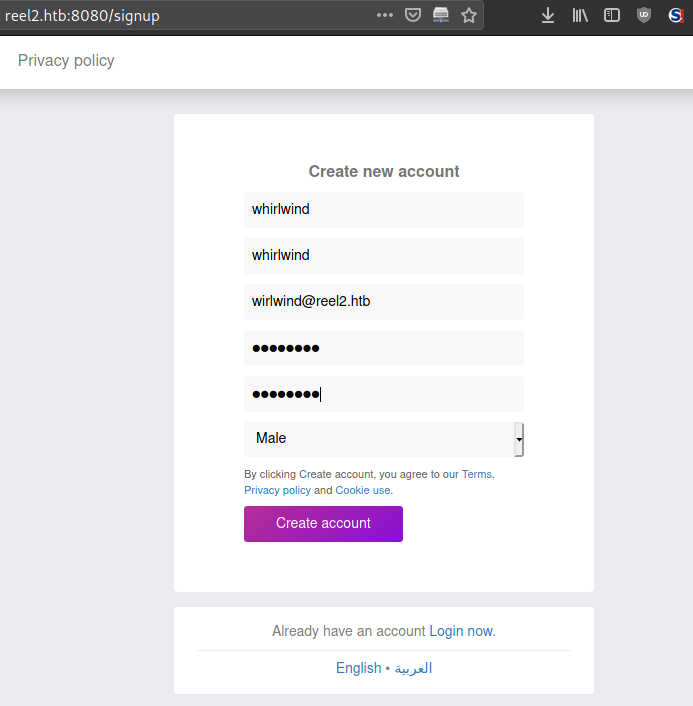 reel2.htb:8080/signup
Privacy policy
Create new account
whirlwind
whirlwind
wirlwind@reel2.htb
●●●●●●●●
●●●●●●●●
Male
By clicking Create account, you agree to our Terms,
Privacy policy and Cookie use.
Create account
Already have an account Login now.
English • العربية